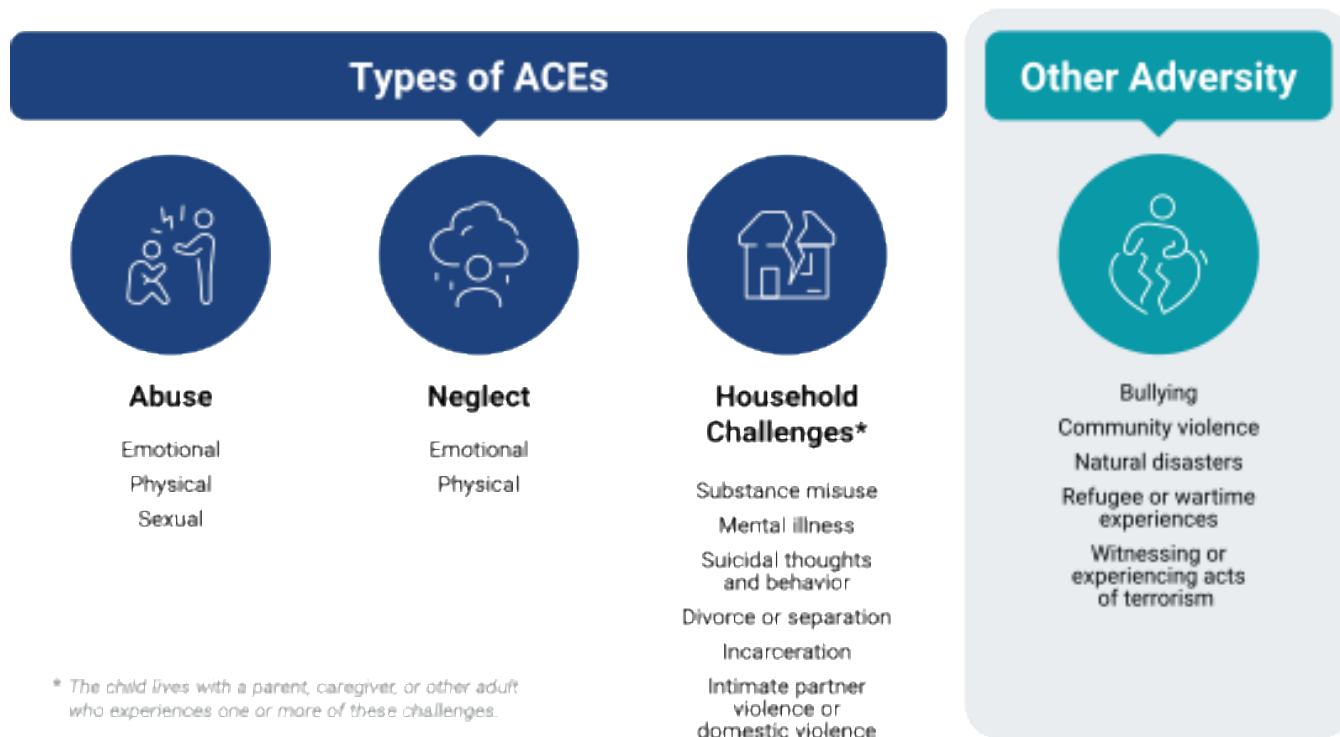 Types of ACEs
Abuse
Emotional
Physical
Sexual
Neglect
Emotional
Physical
Household
Challenges*
Substance misuse
Mental illness
Suicidal thoughts
and behavior
Divorce or separation
Incarceration
Intimate partner
violence or
domestic violence
* The child lives with a parent, caregiver, or other adult
who experiences one or more of these challenges.
Other Adversity
Bullying
Community violence
Natural disasters
Refugee or wartime
experiences
Witnessing or
experiencing acts
of terrorism